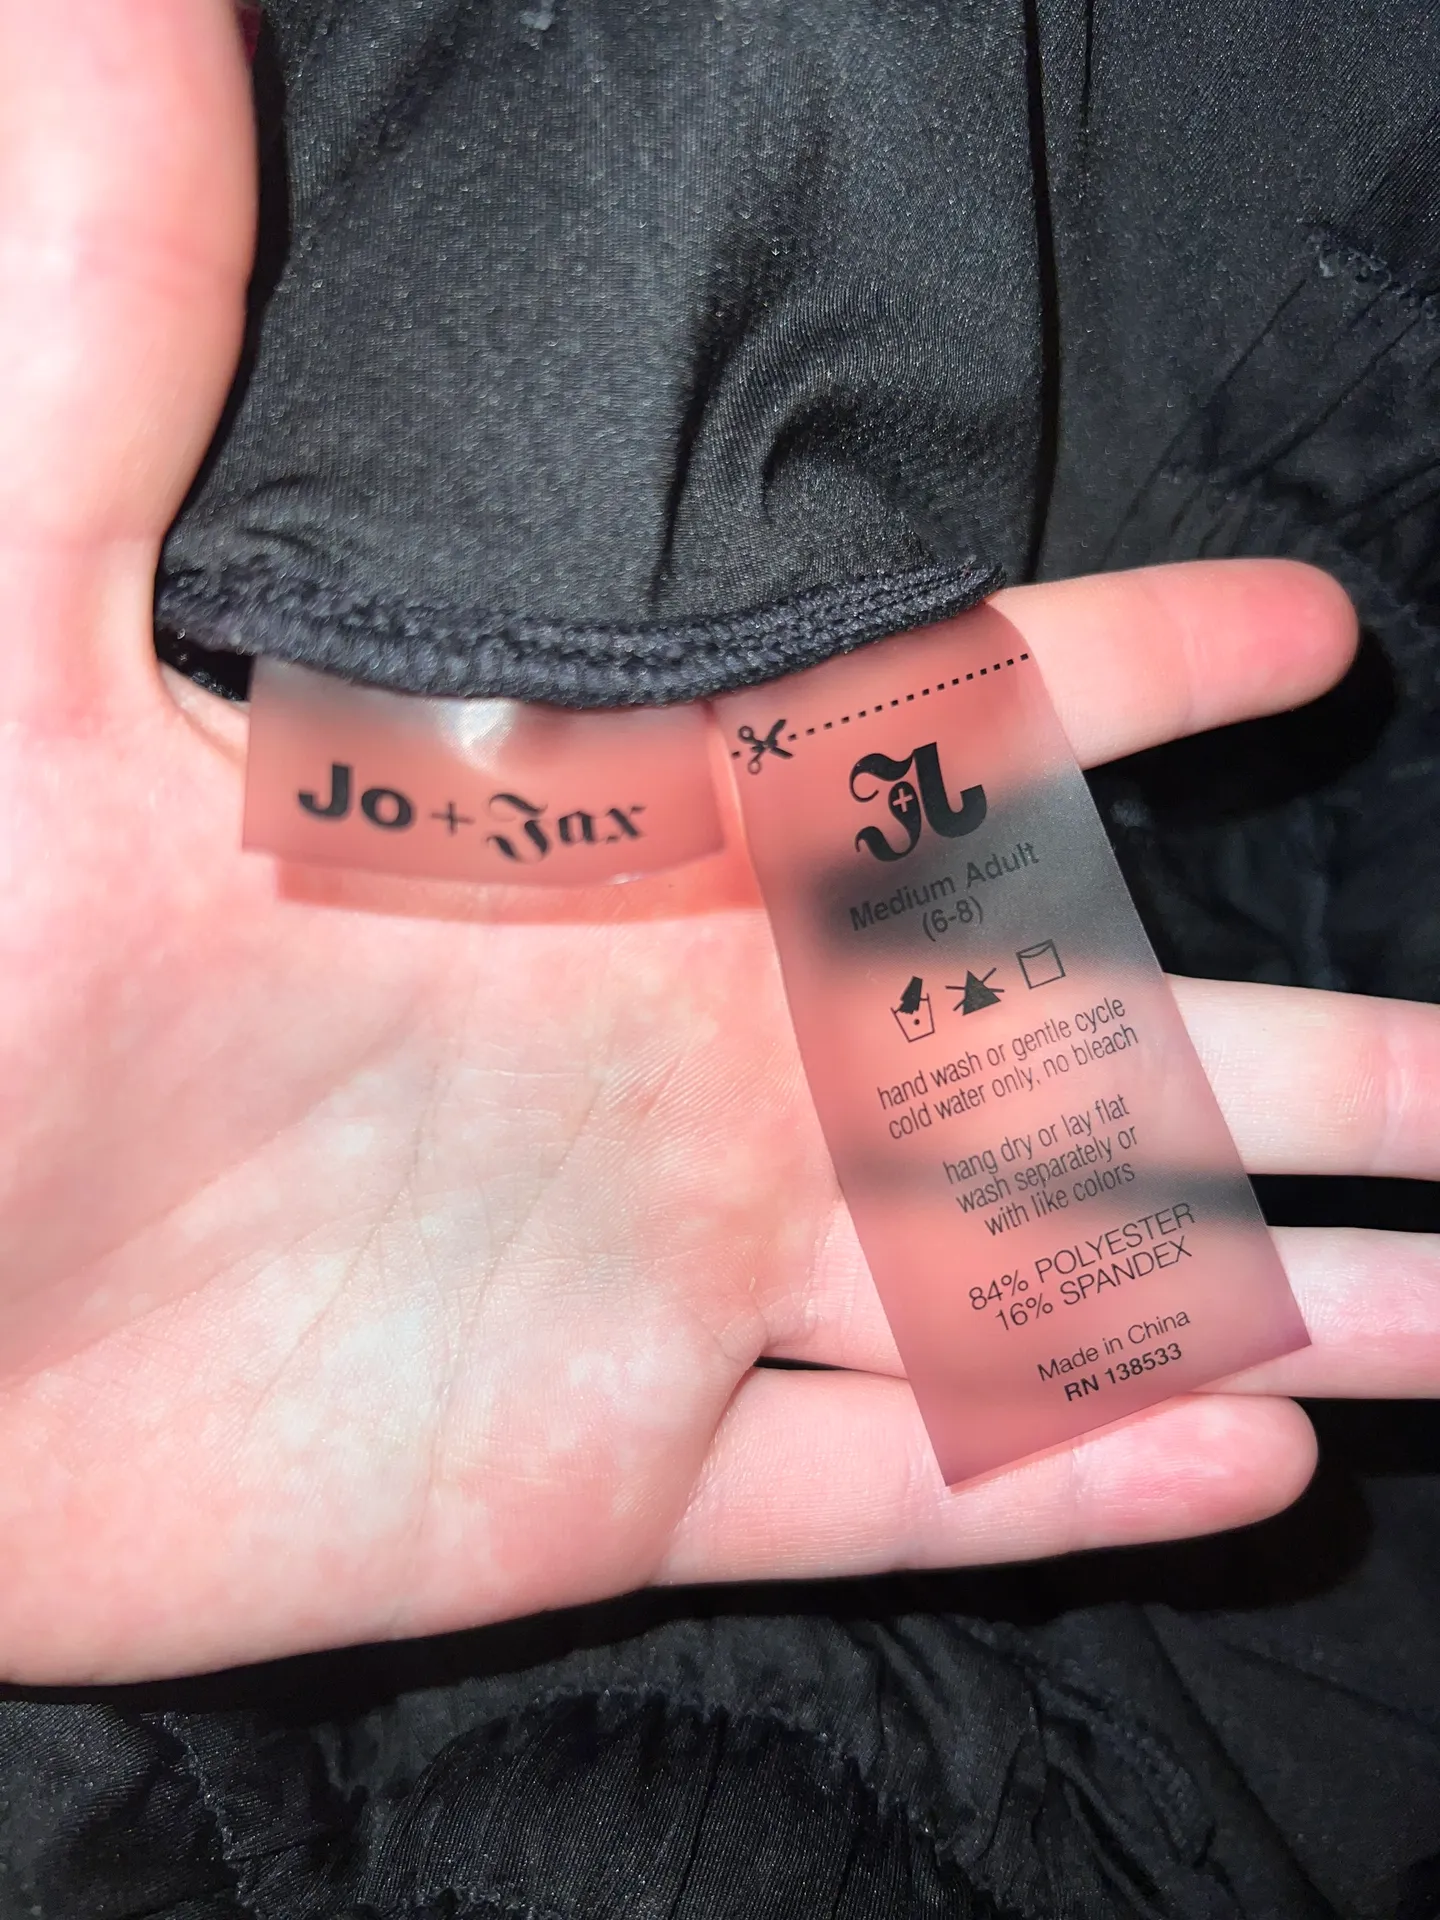 Jo+Jax
J+J
Medium Adult
(6-8)
hand wash or gentle cycle
cold water only, no bleach
hang dry or lay flat
wash separately or
with like colors
84% POLYESTER
16% SPANDEX
Made in China
RN 138533